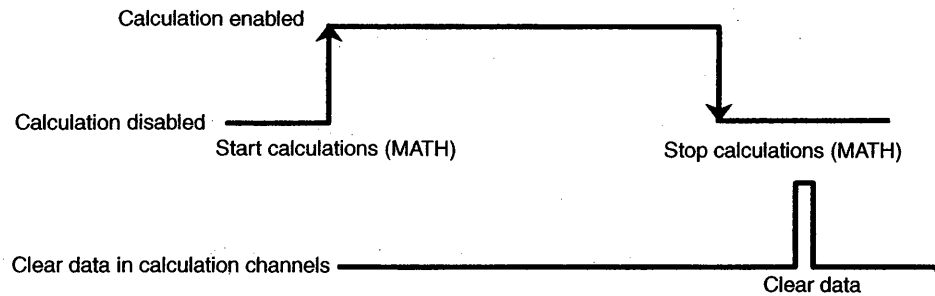 Calculation enabled
Calculation disabled
Start calculations (MATH)
Stop calculations (MATH)
Clear data in calculation channels
Clear data